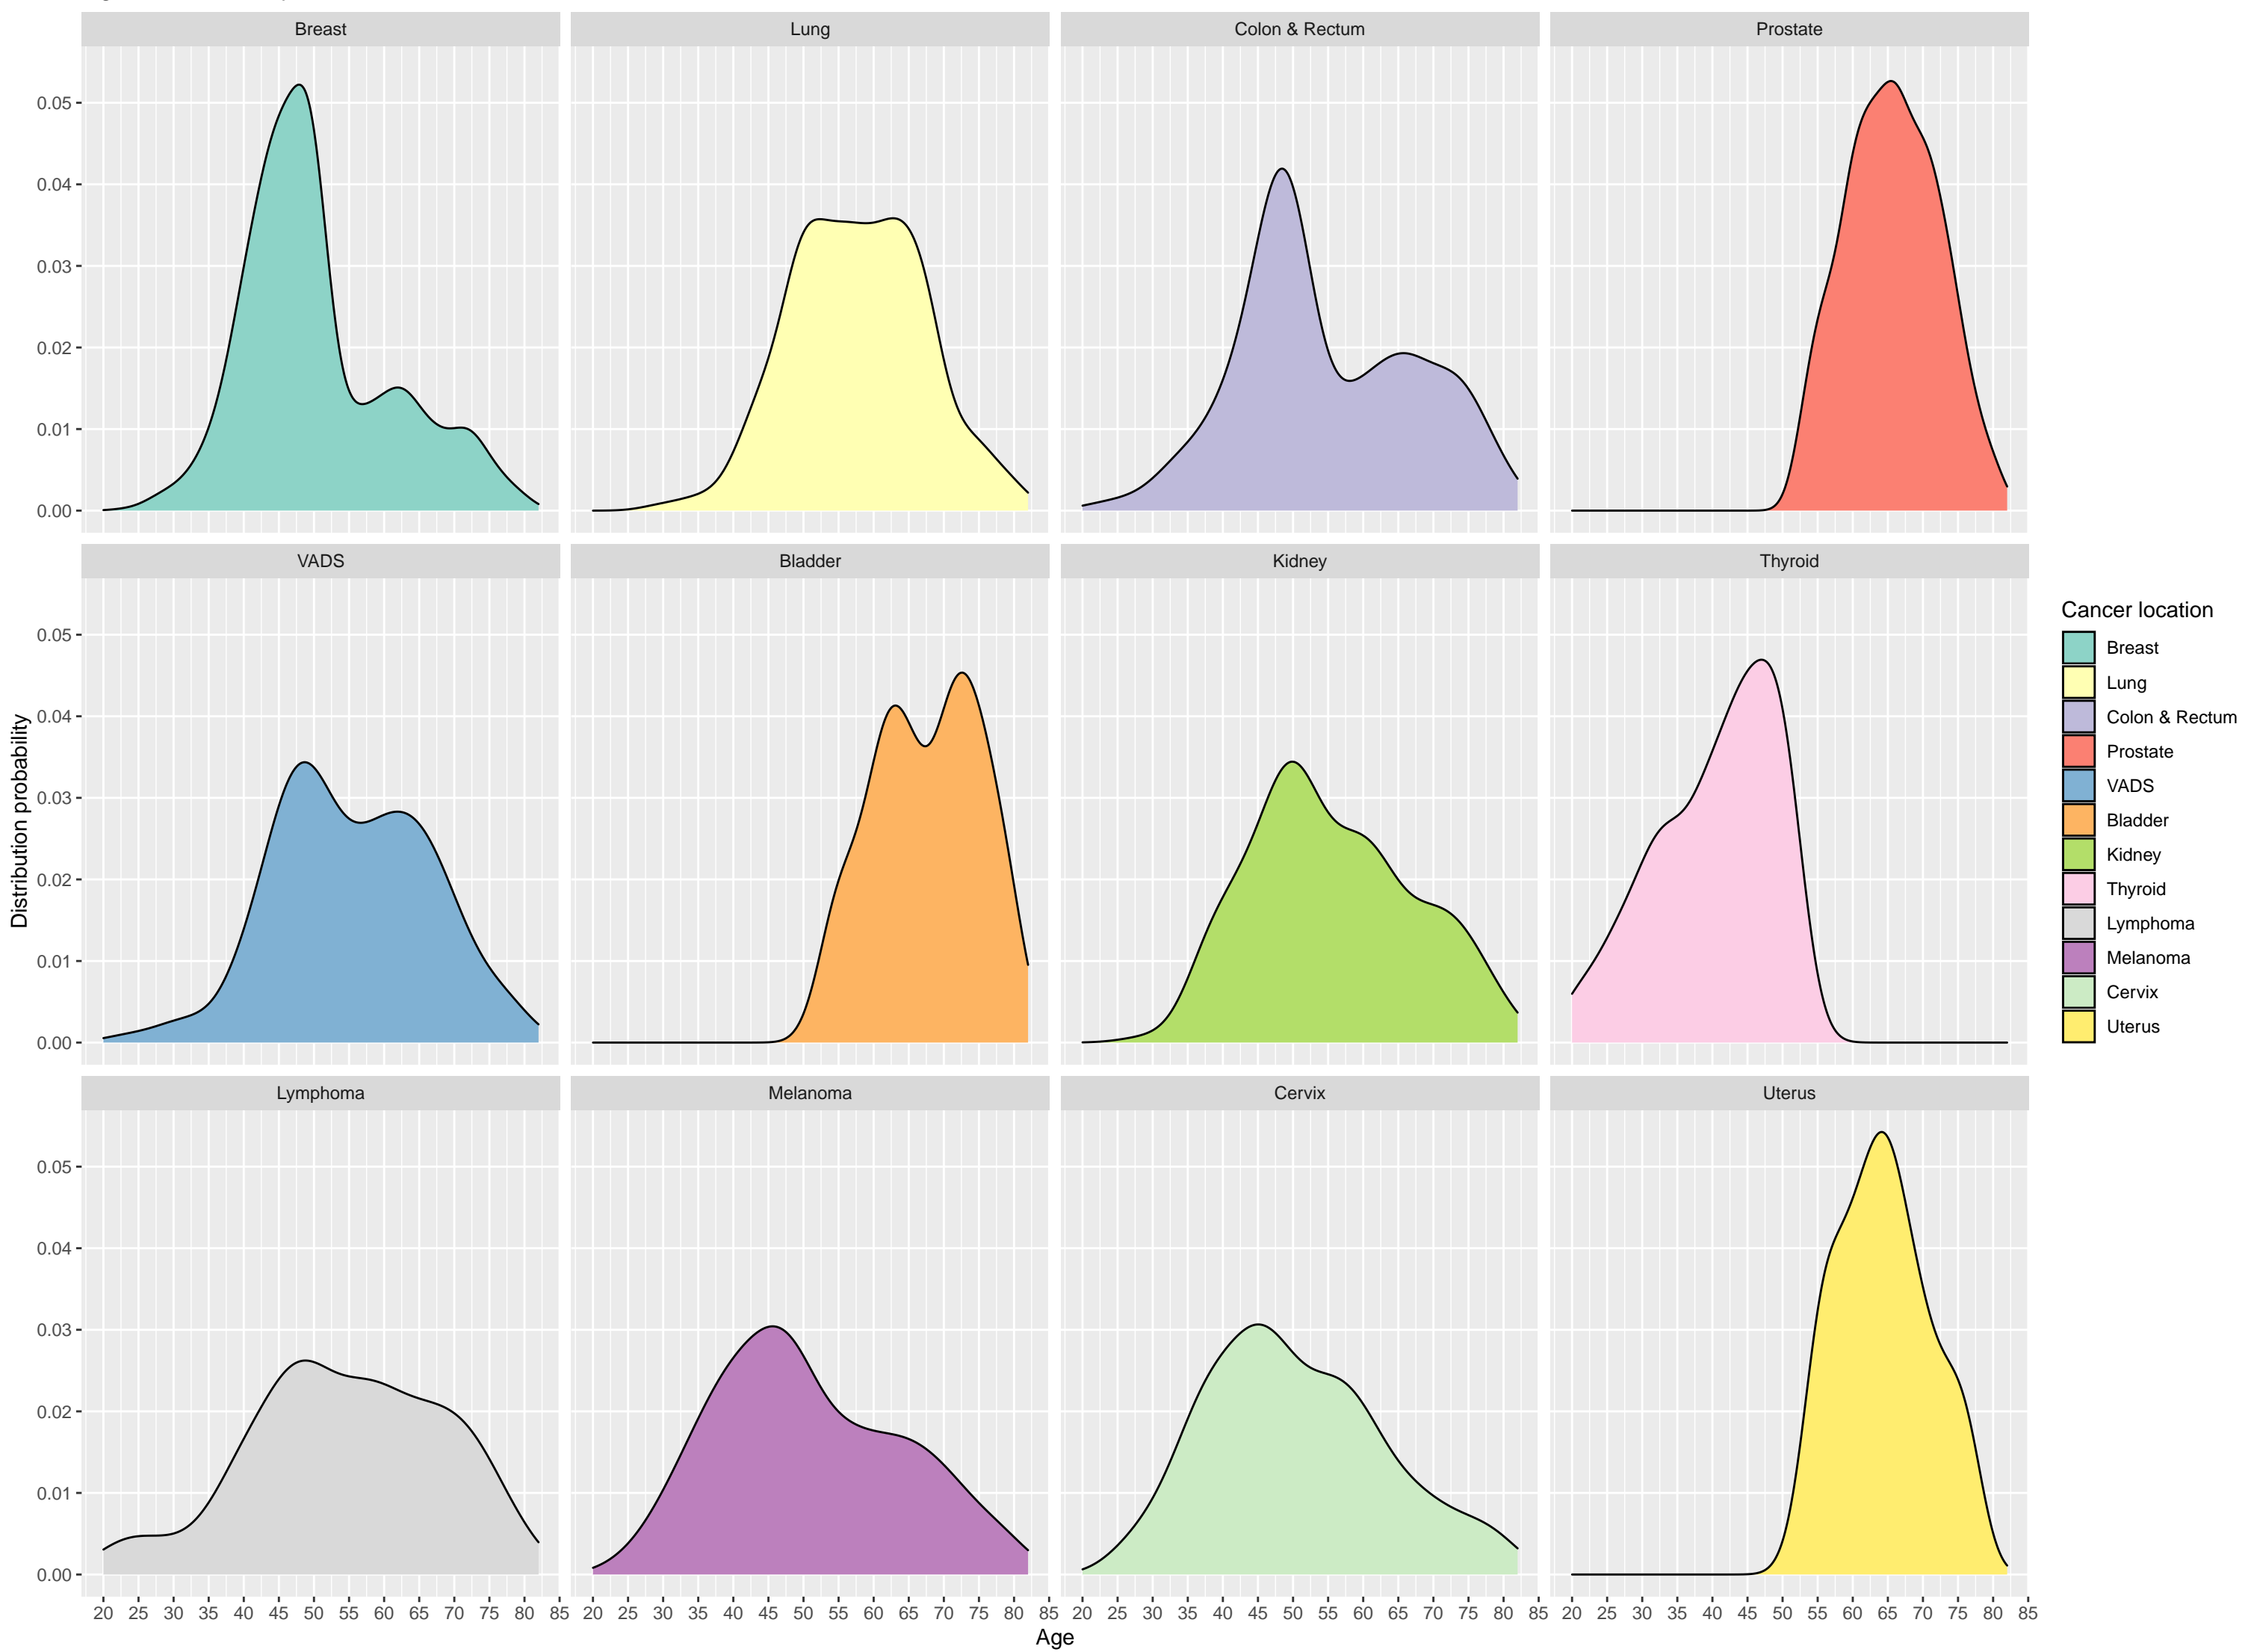 Breast
Lung
Colon & Rectum
Prostate
0.05
0.04
0.03
0.02
0.01
0.00
VADS
Bladder
Kidney
Thyroid
0.05
0.04
0.03
0.02
0.01
0.00
Lymphoma
Melanoma
Cervix
Uterus
0.05
0.04
0.03
0.02
0.01
0.00
20 25 30 35 40 45 50 55 60 65 70 75 80 85
20 25 30 35 40 45 50 55 60 65 70 75 80 85
20 25 30 35 40 45 50 55 60 65 70 75 80 85
20 25 30 35 40 45 50 55 60 65 70 75 80 85
Age
Distribution probability
Cancer location
Breast
Lung
Colon & Rectum
Prostate
VADS
Bladder
Kidney
Thyroid
Lymphoma
Melanoma
Cervix
Uterus